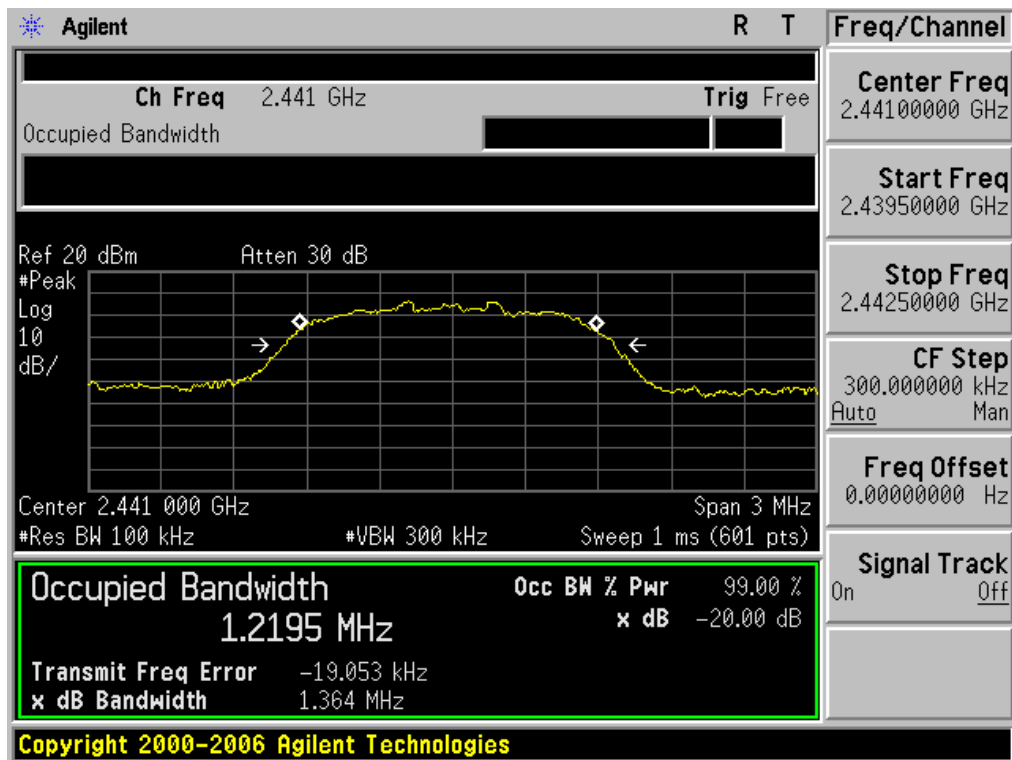 Agilent R T
Ch Freq 2.441 GHz Trig Free
Occupied Bandwidth
Ref 20 dBm Atten 30 dB
#Peak
Log
10
dB/
Center 2.441 000 GHz Span 3 MHz
#Res BW 100 kHz #VBW 300 kHz Sweep 1 ms (601 pts)
Occupied Bandwidth Occ BW % Pwr 99.00 %
1.2195 MHz x dB -20.00 dB
Transmit Freq Error -19.053 kHz
x dB Bandwidth 1.364 MHz
Copyright 2000-2006 Agilent Technologies
Freq/Channel
Center Freq
2.44100000 GHz
Start Freq
2.43950000 GHz
Stop Freq
2.44250000 GHz
CF Step
300.000000 kHz
Auto Man
Freq Offset
0.00000000 Hz
Signal Track
On Off